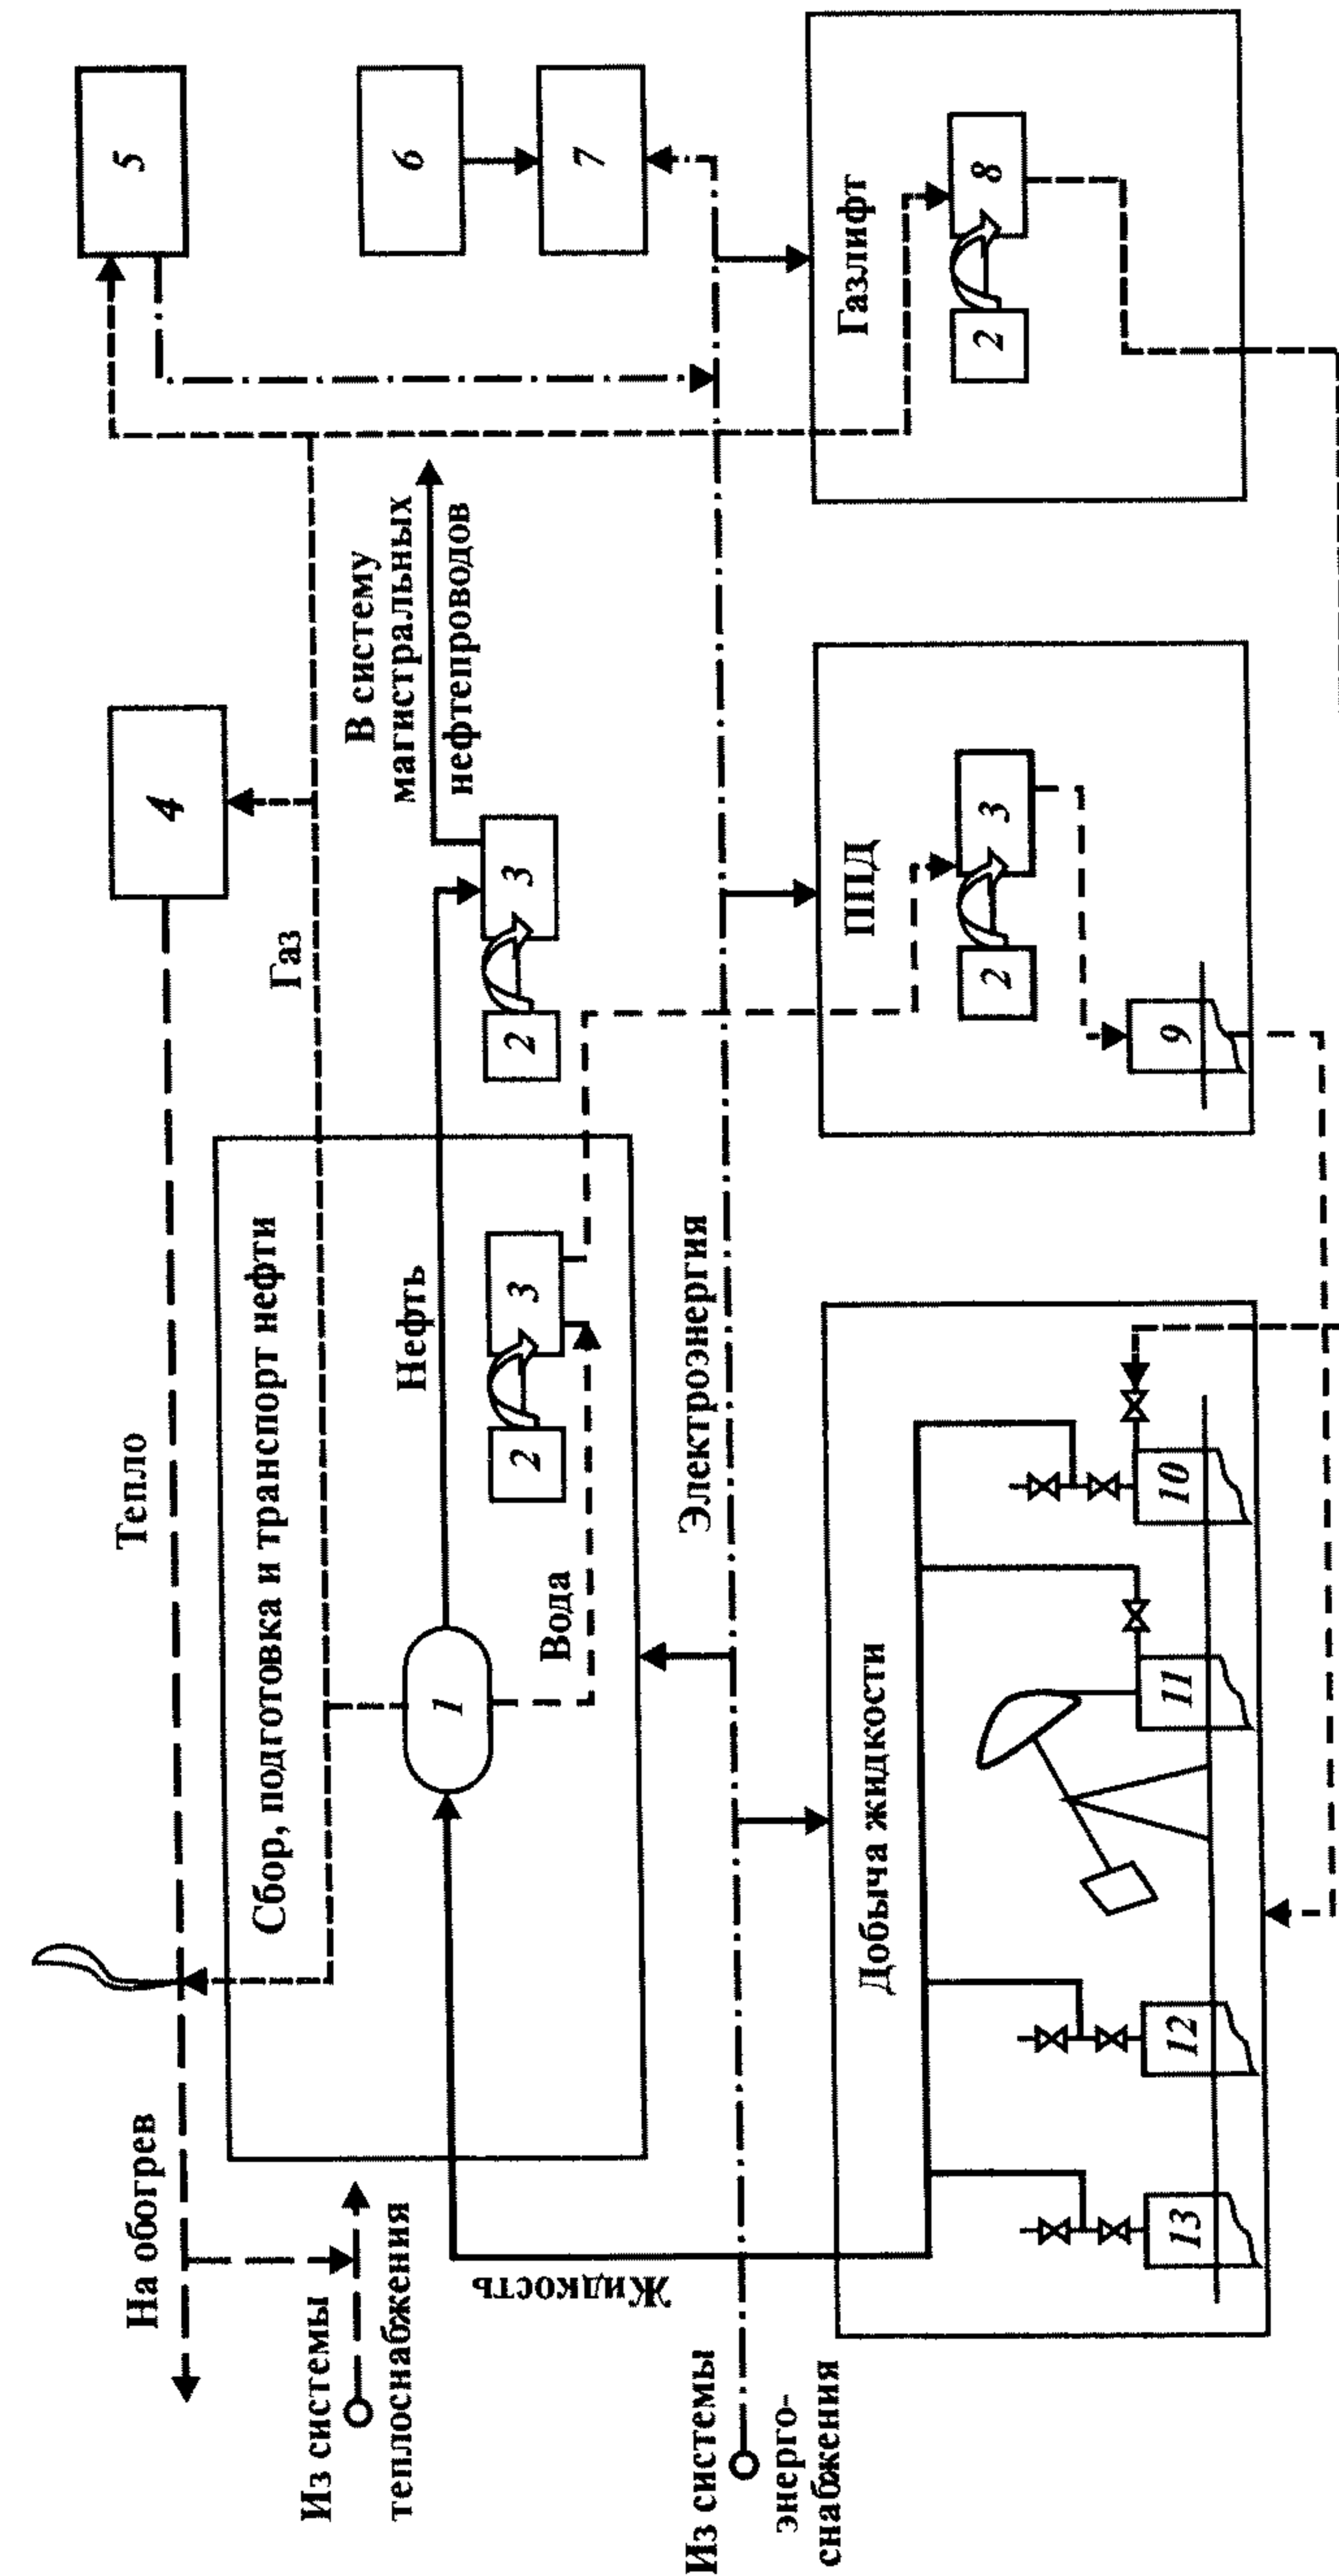 На обогрев
Тепло
4
5
Из системы
теплоснабжения
Сбор, подготовка и транспорт нефти
Газ
1
Нефть
Вода
2
3
2
3
В систему
магистральных
нефтепроводов
6
7
Жидкость
Из системы
энерго-
снабжения
Электроэнергия
Добыча жидкости
13
12
11
10
ППД
2
3
9
Газлифт
2
8